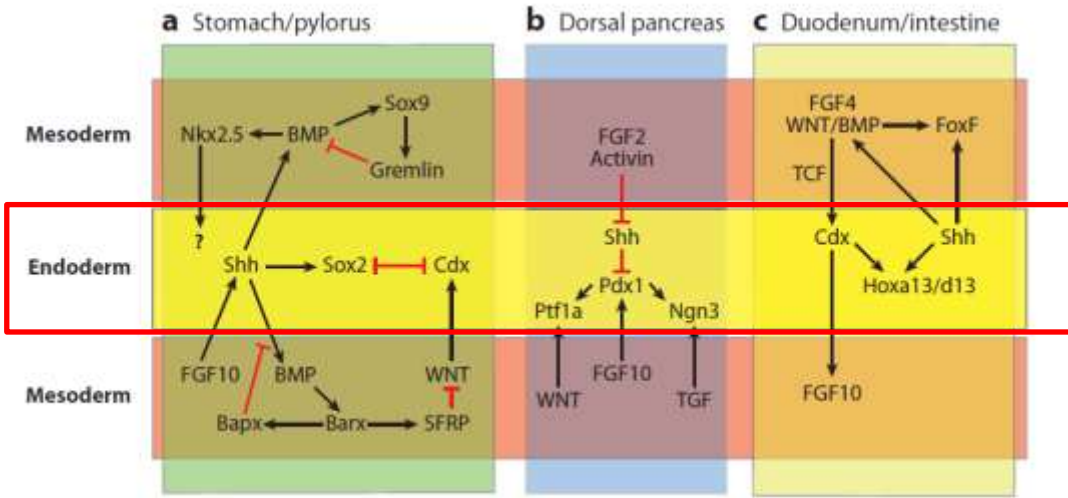 a Stomach/pylorus
b Dorsal pancreas
c Duodenum/intestine
Mesoderm
Sox9
Nkx2.5
BMP
Gremlin
FGF2
Activin
FGF4
WNT/BMP
FoxF
TCF
Endoderm
?
Shh
Sox2
Cdx
Shh
Pdx1
Ptf1a
Ngn3
Cdx
Shh
Hoxa13/d13
Mesoderm
FGF10
BMP
WNT
Bapx
Barx
SFRP
WNT
FGF10
TGF
FGF10